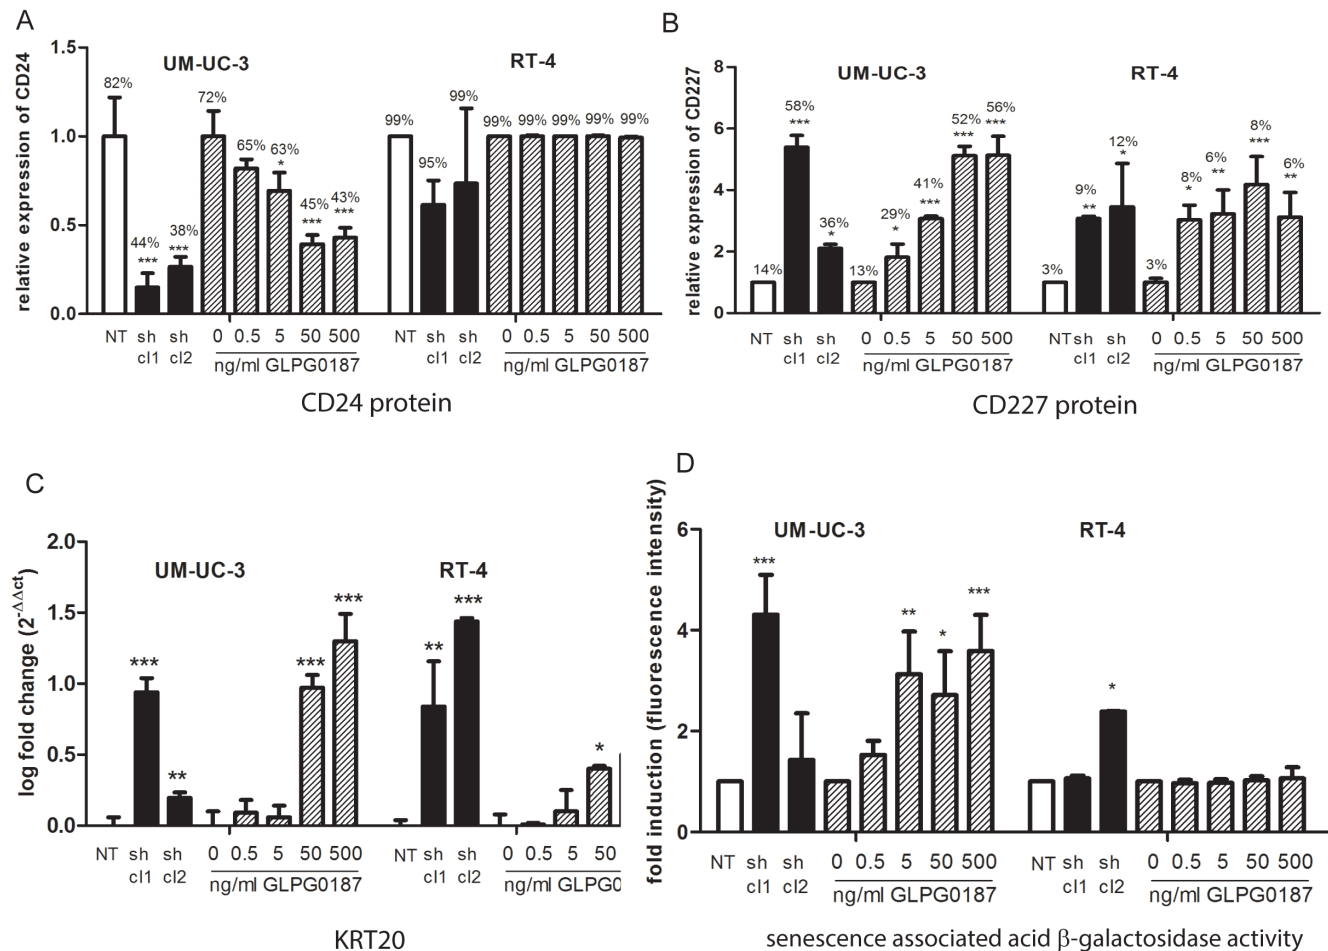 A
relative expression of CD24
1.5
1.0
0.5
0.0
UM-UC-3
RT-4
82%
44%
***
38%
***
72%
65%
63%
*
45%
***
43%
***
99%
95%
99%
99%
99%
99%
99%
99%
NT
sh cl1
sh cl2
0 0.5 5 50 500
ng/ml GLPG0187
NT
sh cl1
sh cl2
0 0.5 5 50 500
ng/ml GLPG0187
CD24 protein
B
relative expression of CD227
8
6
4
2
0
UM-UC-3
RT-4
14%
58%
***
36%
*
13%
29%
*
41%
***
52%
***
56%
***
3%
9%
**
12%
*
3%
8%
*
6%
**
8%
***
6%
**
NT
sh cl1
sh cl2
0 0.5 5 50 500
ng/ml GLPG0187
NT
sh cl1
sh cl2
0 0.5 5 50 500
ng/ml GLPG0187
CD227 protein
C
log fold change (2^-ΔΔct)
2.0
1.5
1.0
0.5
0.0
UM-UC-3
RT-4
***
**
***
***
**
***
*
NT
sh cl1
sh cl2
0 0.5 5 50 500
ng/ml GLPG0187
NT
sh cl1
sh cl2
0 0.5 5 50
ng/ml GLPG0
KRT20
D
fold induction (fluorescence intensity)
6
4
2
0
UM-UC-3
RT-4
***
**
*
***
*
NT
sh cl1
sh cl2
0 0.5 5 50 500
ng/ml GLPG0187
NT
sh cl1
sh cl2
0 0.5 5 50 500
ng/ml GLPG0187
senescence associated acid β-galactosidase activity